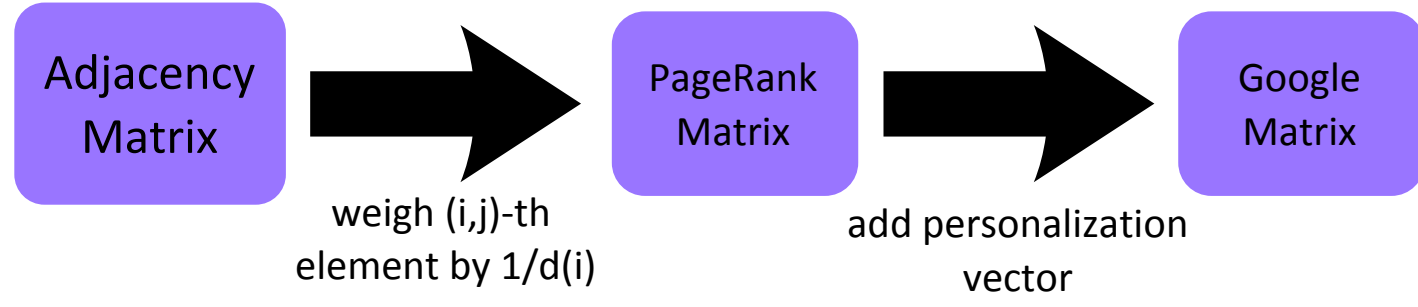 Adjacency
Matrix
weigh (i,j)-th
element by 1/d(i)
PageRank
Matrix
add personalization
vector
Google
Matrix